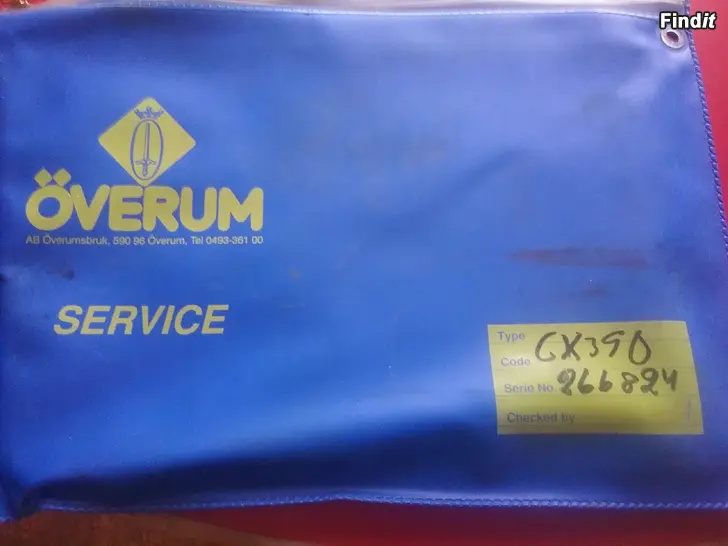 Findit
ÖVERUM
AB Överumsbruk, 590 96 Överum, Tel 0493-361 00
SERVICE
Type
Code CX390
Serie No. 266824
Checked by